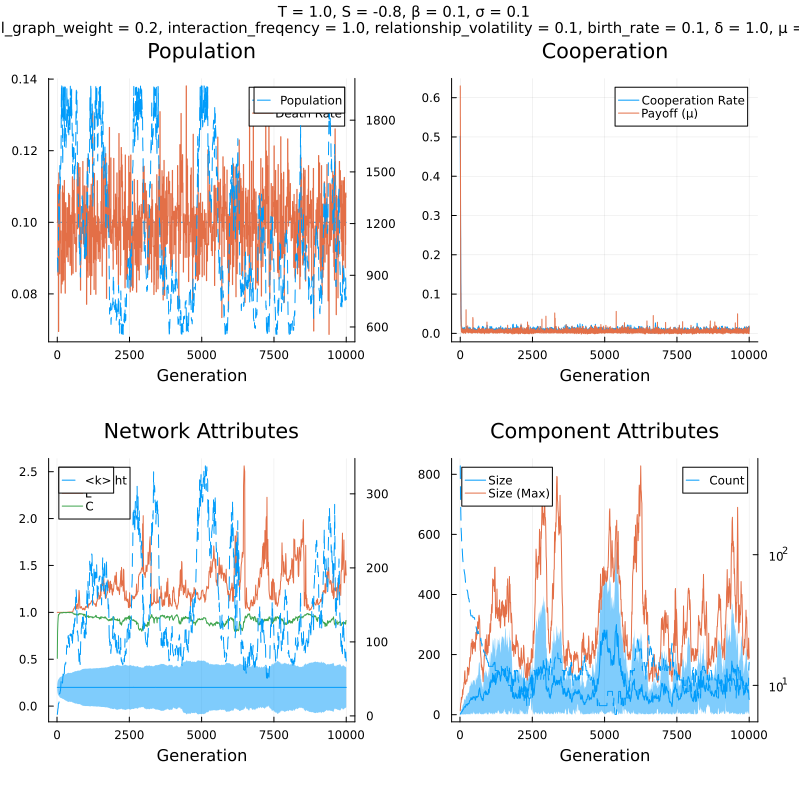 T = 1.0, S = -0.8, β = 0.1, σ = 0.1
l_graph_weight = 0.2, interaction_freqency = 1.0, relationship_volatility = 0.1, birth_rate = 0.1, δ = 1.0, μ =
Population
Cooperation
0.14
0.12
0.10
0.08
1800
1500
1200
900
600
Population
Death Rate
0
2500
5000
7500
10000
Generation
0.6
0.5
0.4
0.3
0.2
0.1
0.0
Cooperation Rate
Payoff (μ)
0
2500
5000
7500
10000
Generation
Network Attributes
Component Attributes
2.5
2.0
1.5
1.0
0.5
0.0
300
200
100
0
<k>
ht
C
0
2500
5000
7500
10000
Generation
800
600
400
200
0
10²
10¹
Size
Size (Max)
Count
0
2500
5000
7500
10000
Generation